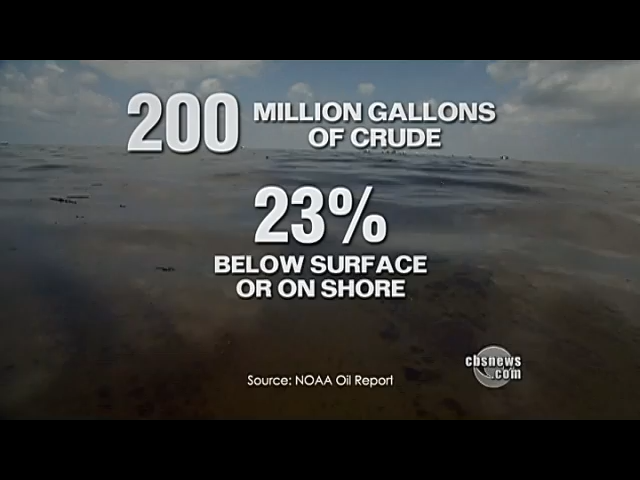 200 MILLION GALLONS
OF CRUDE
23%
BELOW SURFACE
OR ON SHORE
cbsnews
.com
Source: NOAA Oil Report